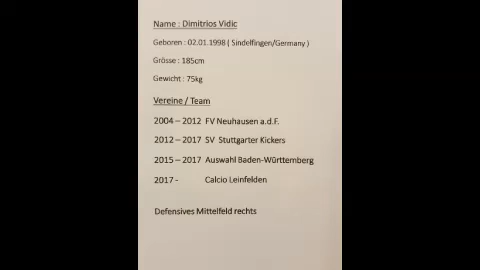 Name : Dimitrios Vidic
Geboren : 02.01.1998 ( Sindelfingen/Germany )
Grösse : 185cm
Gewicht : 75kg
Vereine / Team
2004 – 2012 FV Neuhausen a.d.F.
2012 – 2017 SV Stuttgarter Kickers
2015 – 2017 Auswahl Baden-Württemberg
2017 - Calcio Leinfelden
Defensives Mittelfeld rechts